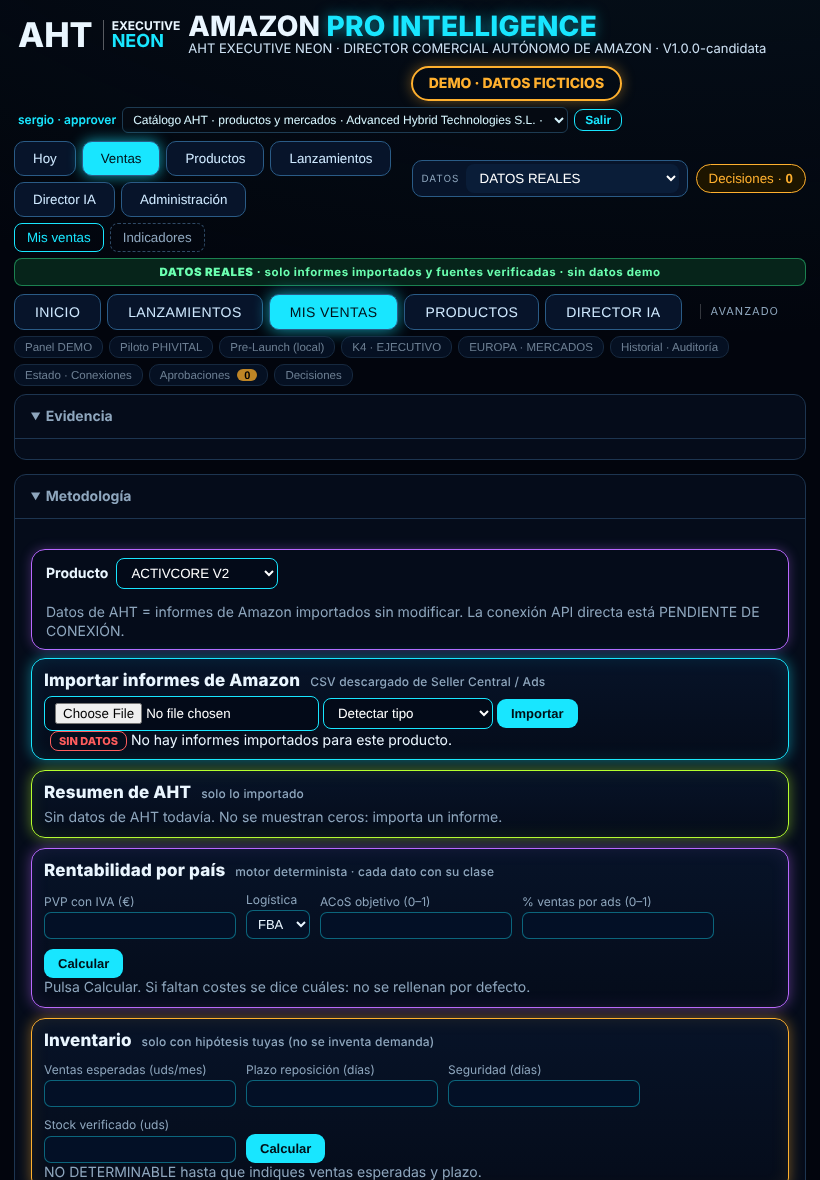 AHT
EXECUTIVE
NEON
AMAZON PRO INTELLIGENCE
AHT EXECUTIVE NEON · DIRECTOR COMERCIAL AUTÓNOMO DE AMAZON · V1.0.0-candidata
DEMO · DATOS FICTICIOS
sergio · approver Catálogo AHT · productos y mercados · Advanced Hybrid Technologies S.L. · Salir
Hoy Ventas Productos Lanzamientos
Director IA Administración
DATOS DATOS REALES Decisiones · 0
Mis ventas Indicadores
DATOS REALES · solo informes importados y fuentes verificadas · sin datos demo
INICIO LANZAMIENTOS MIS VENTAS PRODUCTOS DIRECTOR IA AVANZADO
Panel DEMO Piloto PHIVITAL Pre-Launch (local) K4 · EJECUTIVO EUROPA · MERCADOS Historial · Auditoría
Estado · Conexiones Aprobaciones 0 Decisiones
▼ Evidencia
▼ Metodología
Producto ACTIVCORE V2
Datos de AHT = informes de Amazon importados sin modificar. La conexión API directa está PENDIENTE DE
CONEXIÓN.
Importar informes de Amazon CSV descargado de Seller Central / Ads
Choose File No file chosen Detectar tipo Importar
SIN DATOS No hay informes importados para este producto.
Resumen de AHT solo lo importado
Sin datos de AHT todavía. No se muestran ceros: importa un informe.
Rentabilidad por país motor determinista · cada dato con su clase
PVP con IVA (€) Logística ACoS objetivo (0–1) % ventas por ads (0–1)
FBA
Calcular
Pulsa Calcular. Si faltan costes se dice cuáles: no se rellenan por defecto.
Inventario solo con hipótesis tuyas (no se inventa demanda)
Ventas esperadas (uds/mes) Plazo reposición (días) Seguridad (días)
Stock verificado (uds)
Calcular
NO DETERMINABLE hasta que indiques ventas esperadas y plazo.